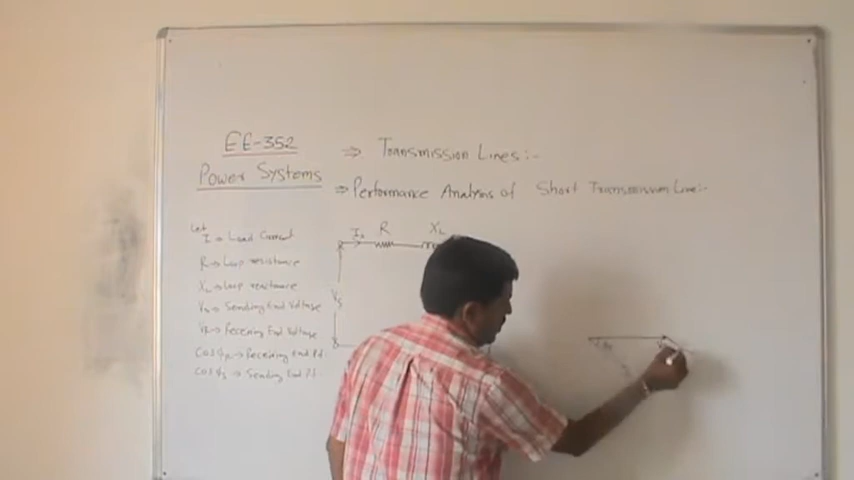 EE-352
Power Systems
⇒ Transmission Lines:-
⇒ Performance Analysis of Short Transmission Line:-
Let
I → Load Current
R → Loop resistance
XL → Loop reactance
Vs → Sending End Voltage
VR → Receiving End Voltage
Cos φR → Receiving End P.f
Cos φs → Sending End P.f
Is
R
XL
Vs